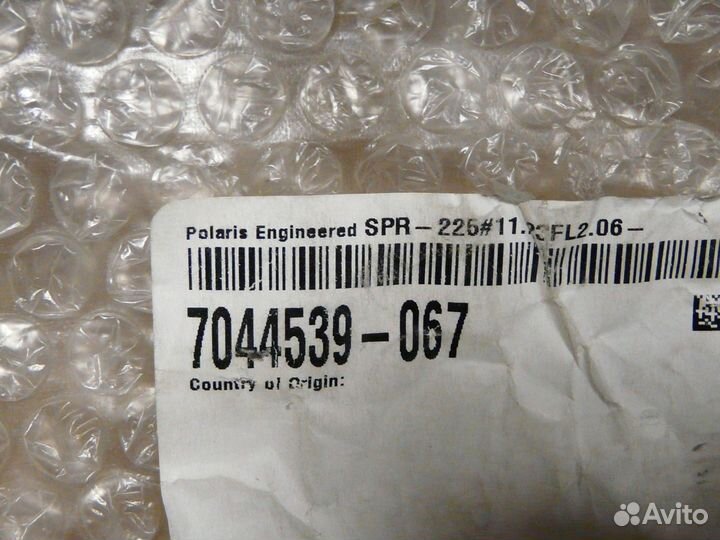 Polaris Engineered SPR - 225#11. FL2.06-
7044539-067
Country of Origin:
Avito